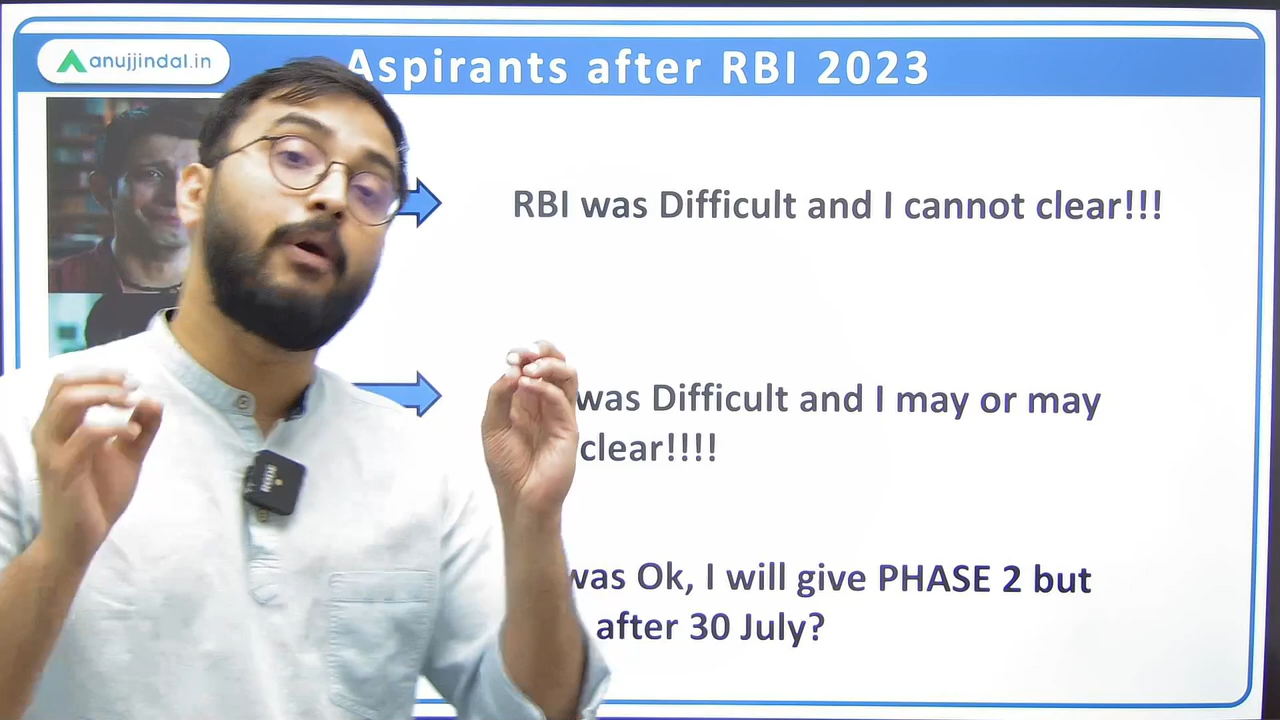 anujjindal.in
Aspirants after RBI 2023
RBI was Difficult and I cannot clear!!!
was Difficult and I may or may
clear!!!!
was Ok, I will give PHASE 2 but
after 30 July?
RODE